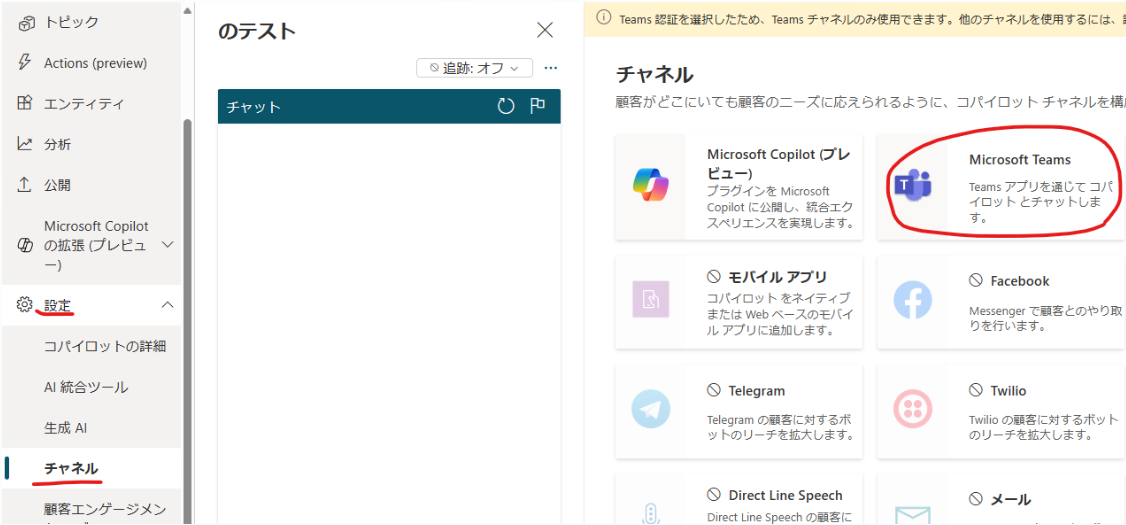 トピック
Actions (preview)
エンティティ
分析
公開
Microsoft Copilot
の拡張 (プレビュ
ー)
設定
コパイロットの詳細
AI 統合ツール
生成 AI
チャネル
顧客エンゲージメン
のテスト
追跡: オフ
チャット
Teams 認証を選択したため、Teams チャネルのみ使用できます。他のチャネルを使用するには、
チャネル
顧客がどこにいても顧客のニーズに応えられるように、コパイロット チャネルを構成
Microsoft Copilot (プレ
ビュー)
プラグインを Microsoft
Copilot に公開し、統合エク
スペリエンスを実現します。
Microsoft Teams
Teams アプリを通じて コパ
イロット とチャットしま
す。
モバイル アプリ
コパイロット をネイティブ
または Web ベースのモバイ
ル アプリに追加します。
Facebook
Messenger で顧客とのやり取
りを行います。
Telegram
Telegram の顧客に対するボ
ットのリーチを拡大します。
Twilio
Twilio の顧客に対するボット
のリーチを拡大します。
Direct Line Speech
Direct Line Speech の顧客に
メール